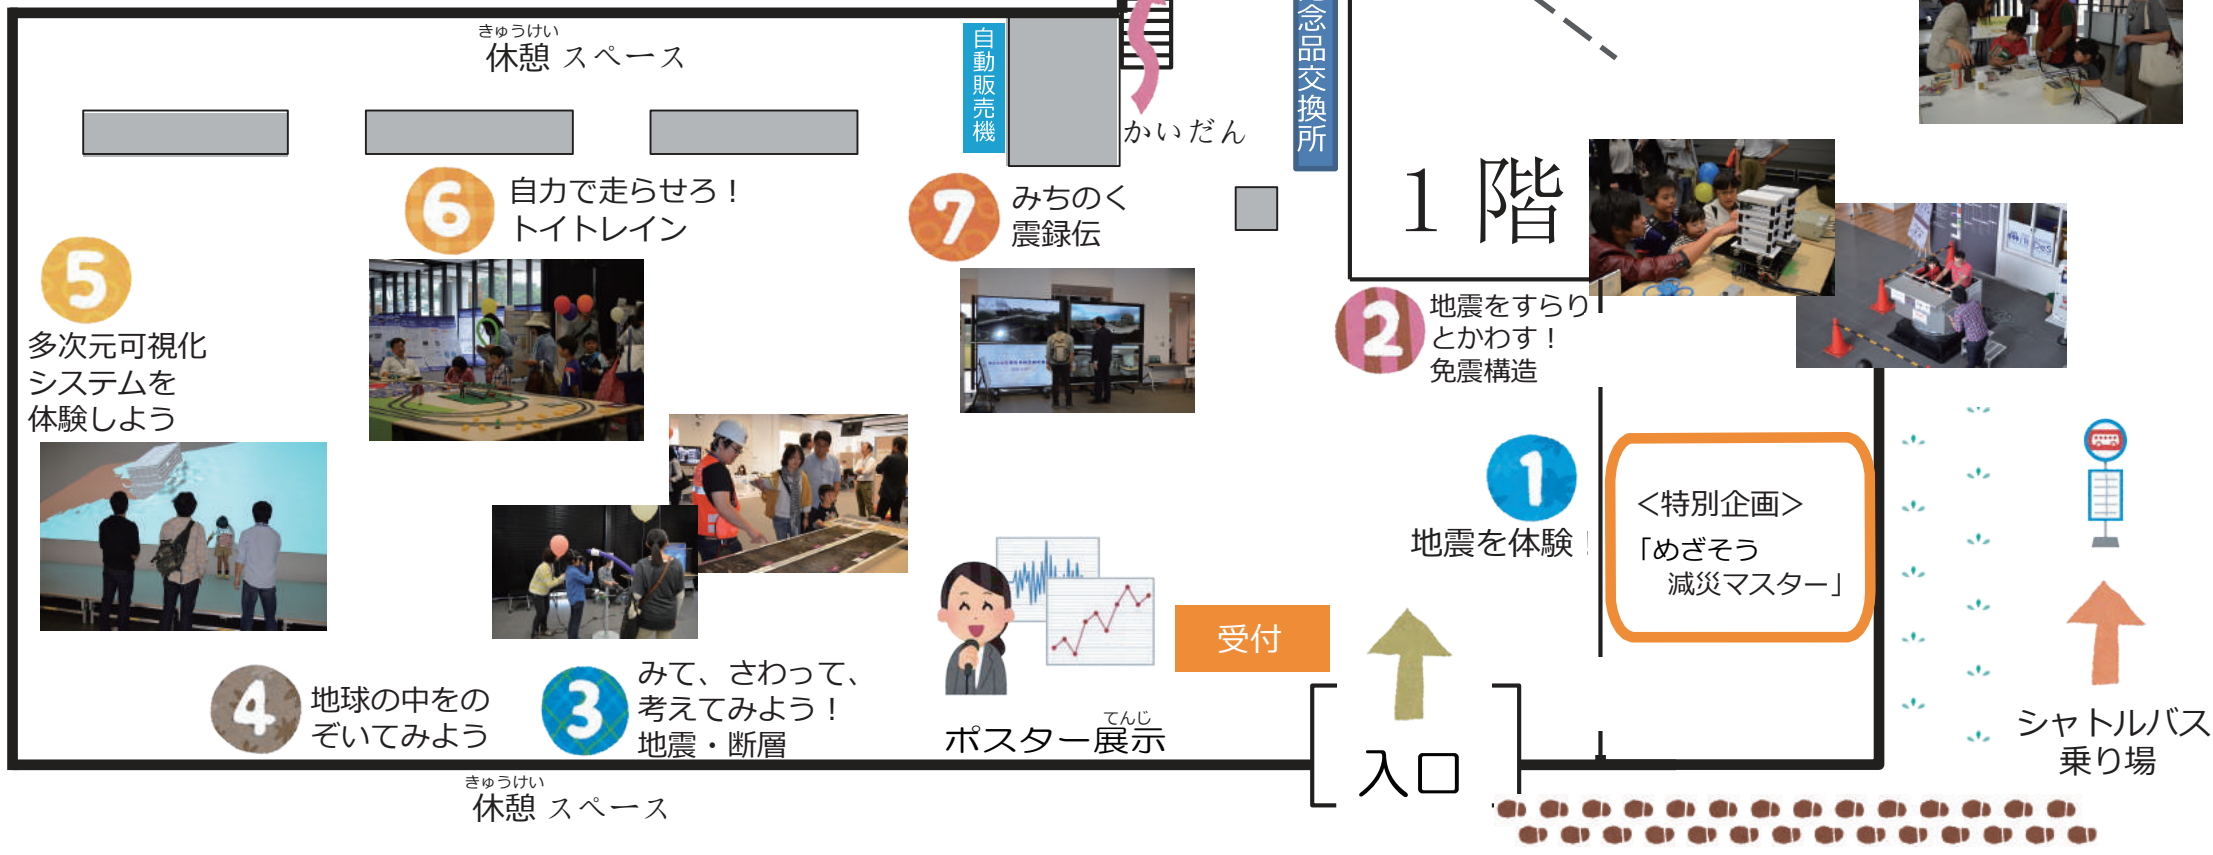 きゅうけい
休憩 スペース
自動販売機
かいだん
念品交換所
1 階
6
自力で走らせろ！
トイトレイン
7
みちのく
震録伝
5
多次元可視化
システムを
体験しよう
2
地震をすらり
とかわす！
免震構造
1
地震を体験！
＜特別企画＞
「めざそう
減災マスター」
4
地球の中をの
ぞいてみよう
3
みて、さわって、
考えてみよう！
地震・断層
てんじ
ポスター展示
受付
入口
シャトルバス
乗り場
きゅうけい
休憩 スペース